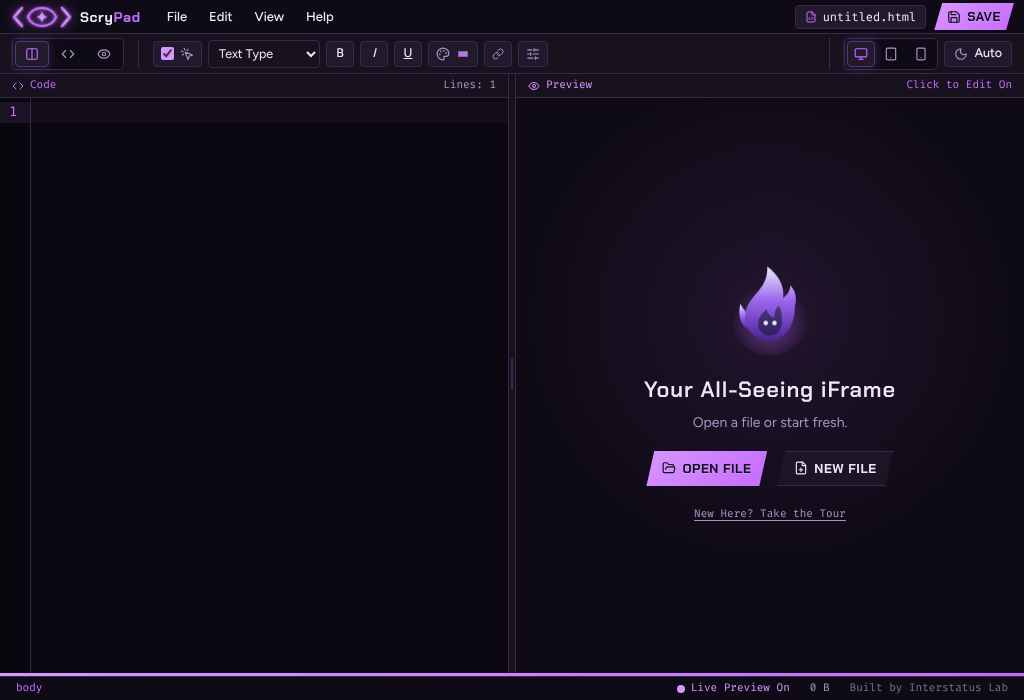 ScryPad File Edit View Help untitled.html SAVE
Text Type B I U Auto
Code Lines: 1 Preview Click to Edit On
1
Your All-Seeing iFrame
Open a file or start fresh.
OPEN FILE NEW FILE
New Here? Take the Tour
body Live Preview On 0 B Built by Interstatus Lab